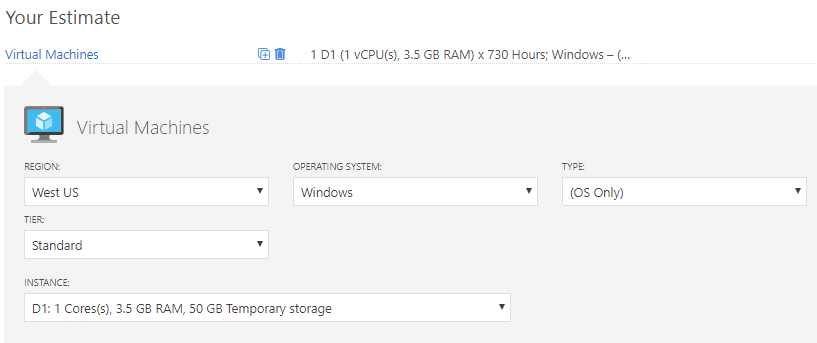 Your Estimate
Virtual Machines 1 D1 (1 vCPU(s), 3.5 GB RAM) x 730 Hours; Windows – (...
Virtual Machines
REGION: OPERATING SYSTEM: TYPE:
West US Windows (OS Only)
TIER:
Standard
INSTANCE:
D1: 1 Cores(s), 3.5 GB RAM, 50 GB Temporary storage